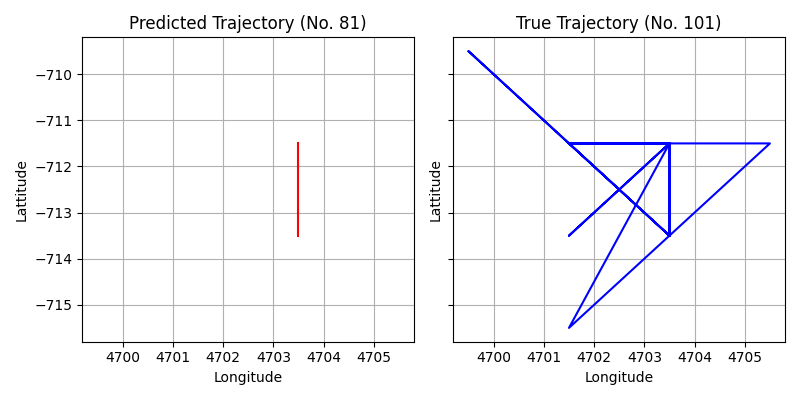 Predicted Trajectory (No. 81)
True Trajectory (No. 101)
−710
−711
−712
−713
−714
−715
Lattitude
Lattitude
4700 4701 4702 4703 4704 4705
4700 4701 4702 4703 4704 4705
Longitude
Longitude